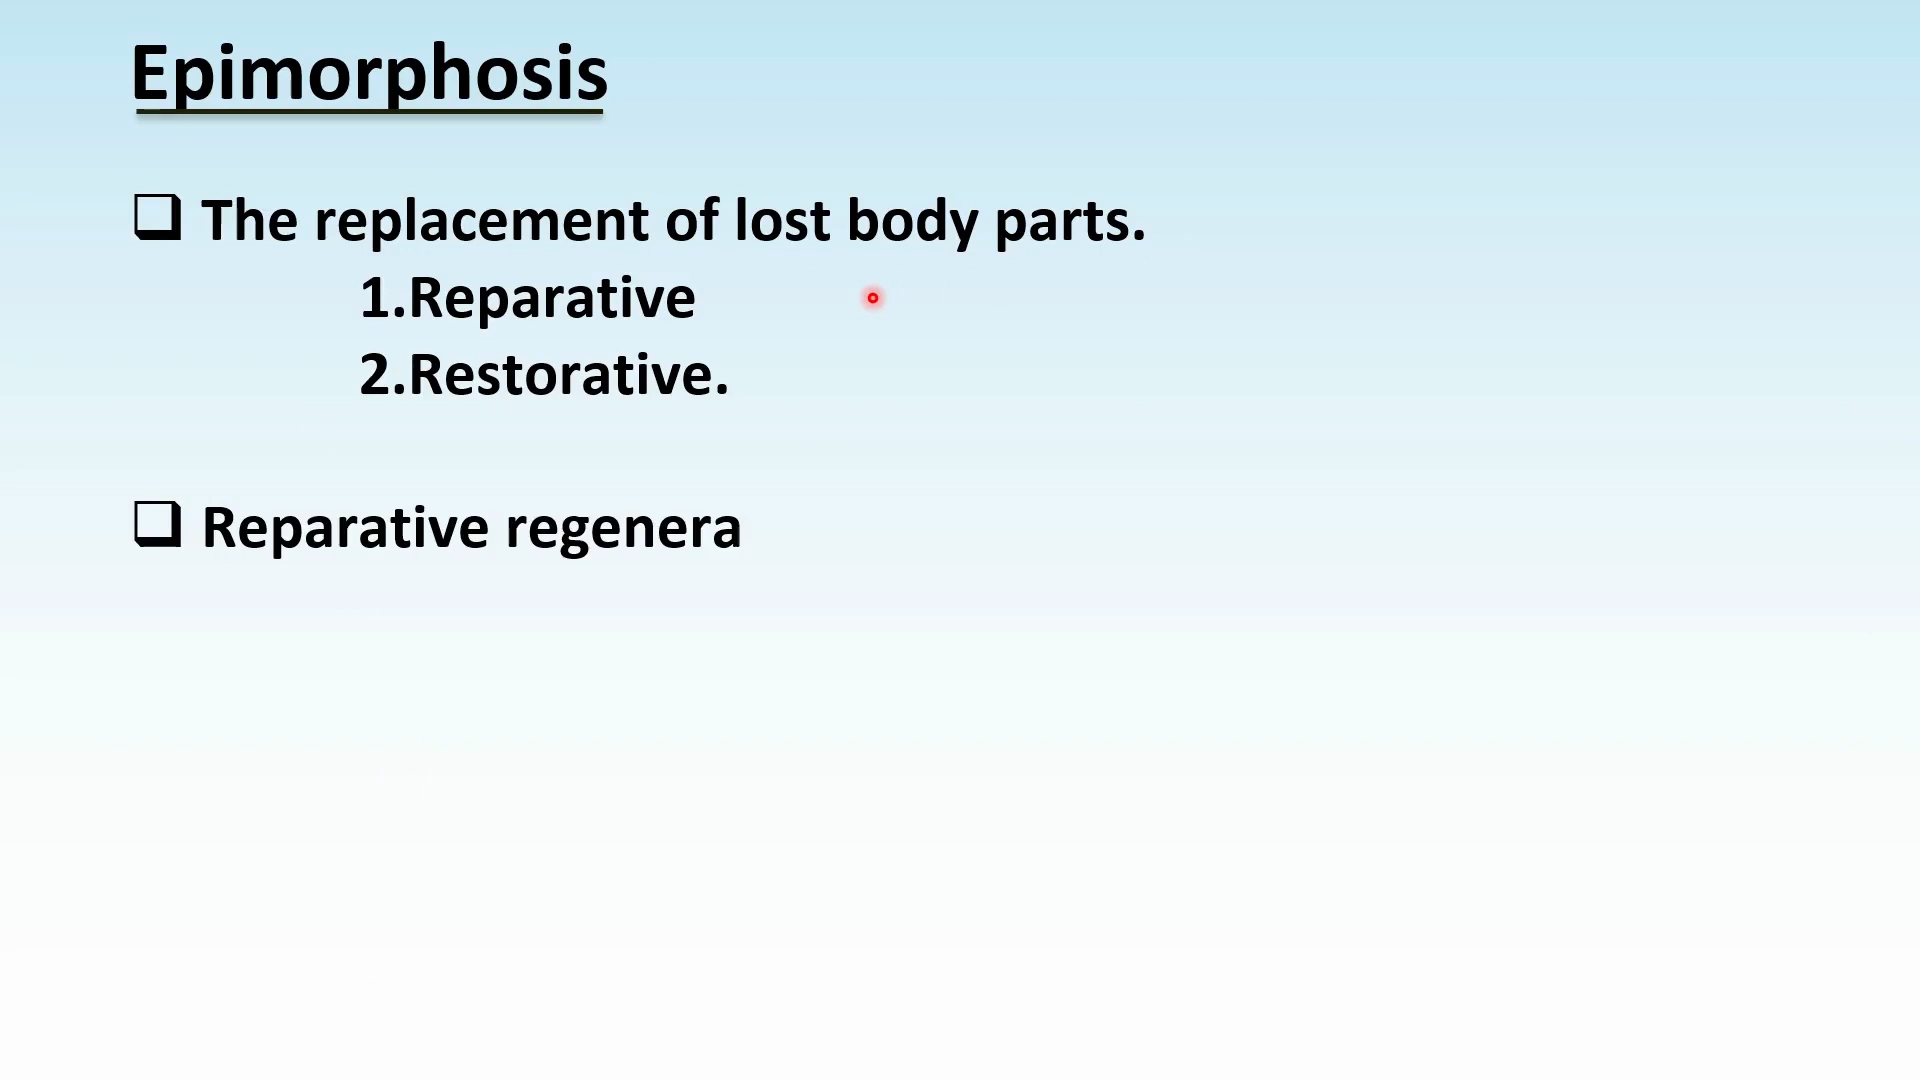 Epimorphosis
The replacement of lost body parts.
1.Reparative
2.Restorative.
Reparative regenera